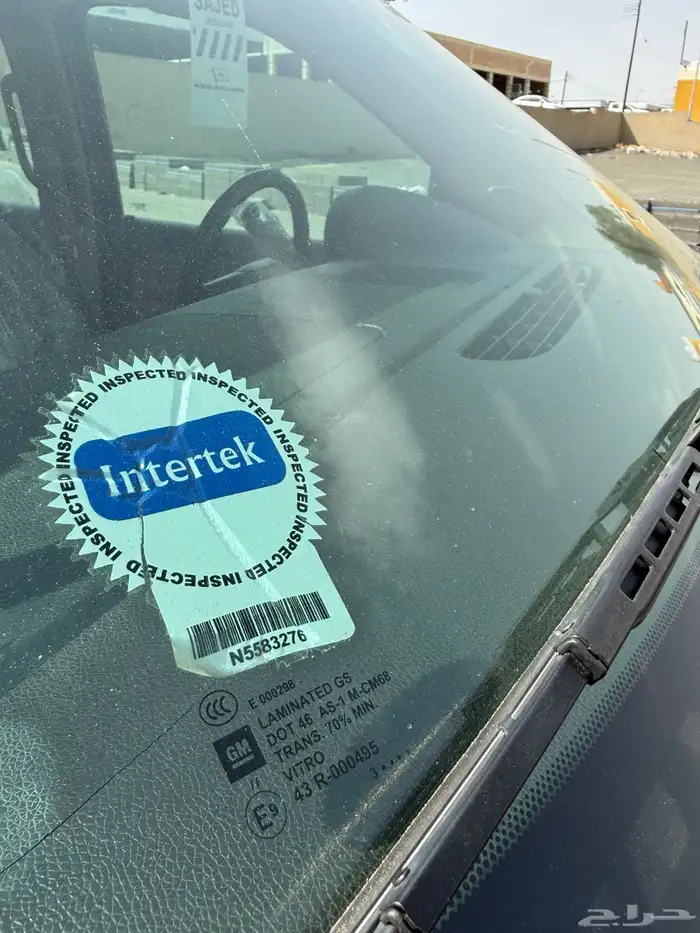 SAJED
INSPECTED INSPECTED INSPECTED INSPECTED INSPECTED INSPECTED
Intertek
N5583276
E 000298
LAMINATED GS
DOT 46 AS-1 M-CM68
TRANS. 70% MIN.
VITRO
43 R-000495
GM
E9
حراج